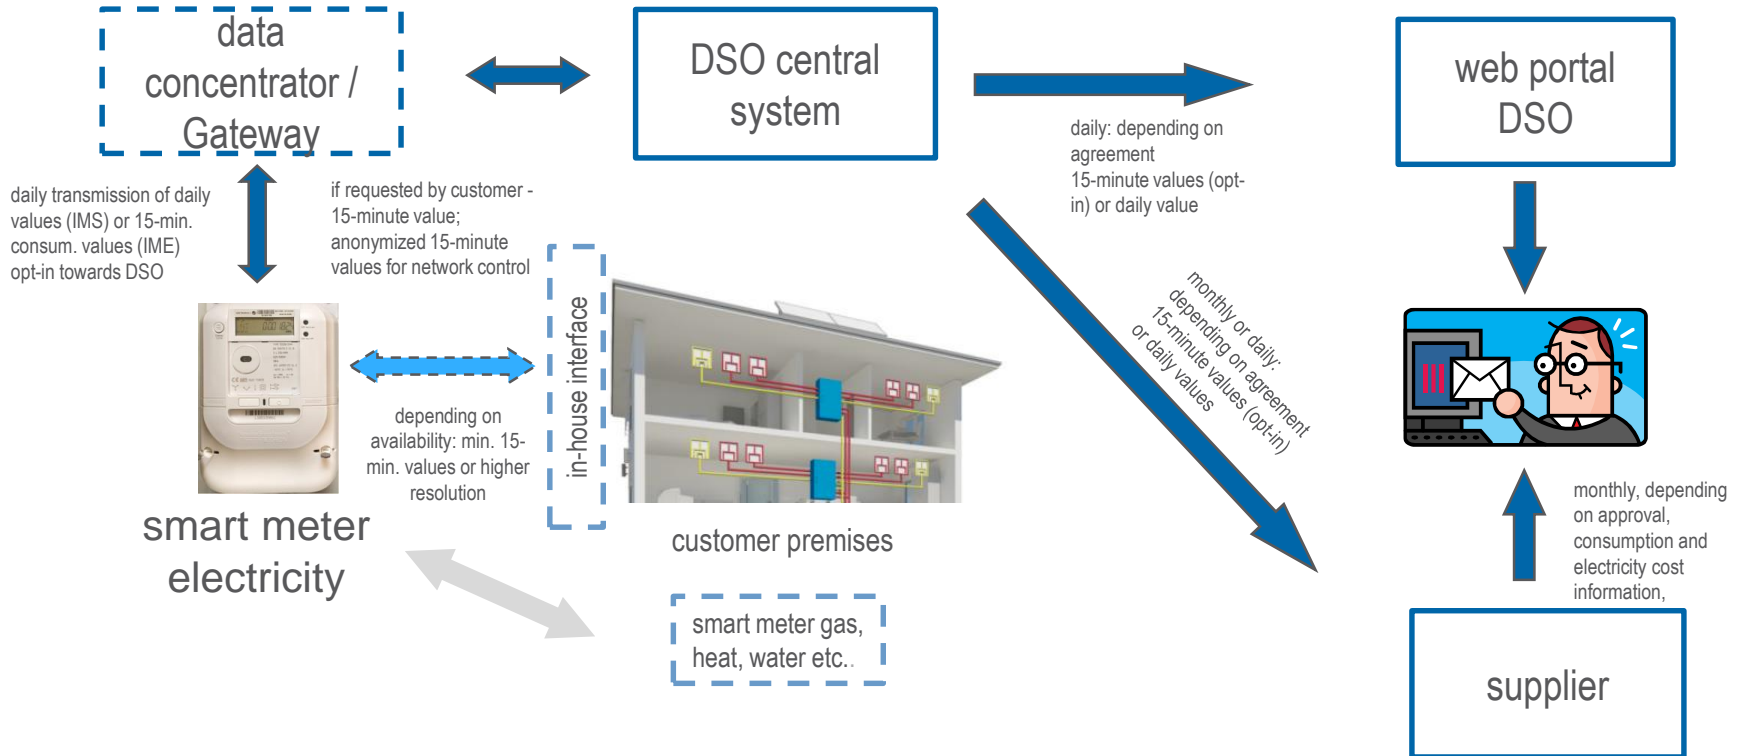 data
concentrator /
Gateway
DSO central
system
web portal
DSO
daily: depending on
agreement
15-minute values (opt-
in) or daily value
daily transmission of daily
values (IMS) or 15-min.
consum. values (IME)
opt-in towards DSO
if requested by customer -
15-minute value;
anonymized 15-minute
values for network control
in-house interface
monthly or daily:
depending on agreement
15-minute values (opt-in)
or daily values
depending on
availability: min. 15-
min. values or higher
resolution
smart meter
electricity
customer premises
smart meter gas,
heat, water etc..
monthly, depending
on approval,
consumption and
electricity cost
information,
supplier